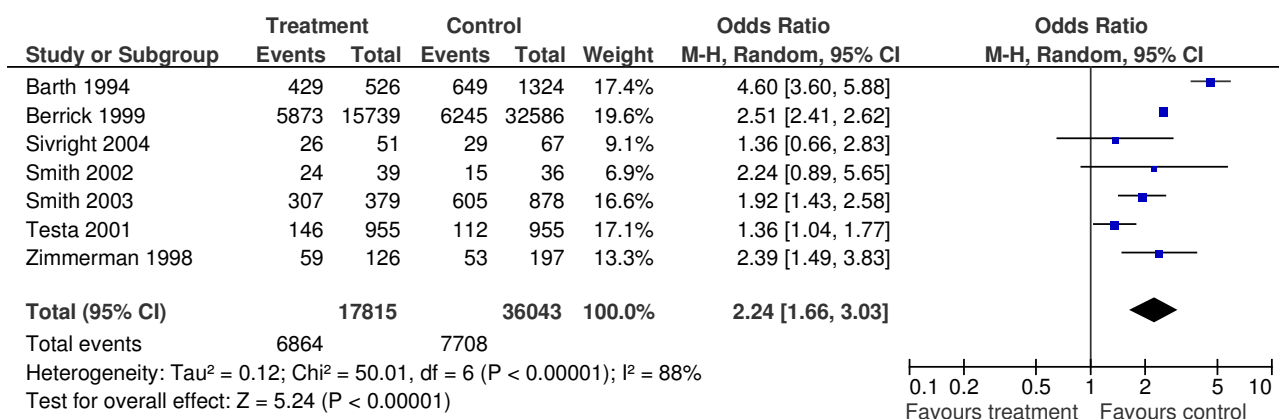 Treatment Control Odds Ratio Odds Ratio
Study or Subgroup Events Total Events Total Weight M-H, Random, 95% CI M-H, Random, 95% CI
Barth 1994 429 526 649 1324 17.4% 4.60 [3.60, 5.88]
Berrick 1999 5873 15739 6245 32586 19.6% 2.51 [2.41, 2.62]
Sivright 2004 26 51 29 67 9.1% 1.36 [0.66, 2.83]
Smith 2002 24 39 15 36 6.9% 2.24 [0.89, 5.65]
Smith 2003 307 379 605 878 16.6% 1.92 [1.43, 2.58]
Testa 2001 146 955 112 955 17.1% 1.36 [1.04, 1.77]
Zimmerman 1998 59 126 53 197 13.3% 2.39 [1.49, 3.83]
Total (95% CI) 17815 36043 100.0% 2.24 [1.66, 3.03]
Total events 6864 7708
Heterogeneity: Tau² = 0.12; Chi² = 50.01, df = 6 (P < 0.00001); I² = 88%
Test for overall effect: Z = 5.24 (P < 0.00001)
0.1 0.2 0.5 1 2 5 10
Favours treatment Favours control